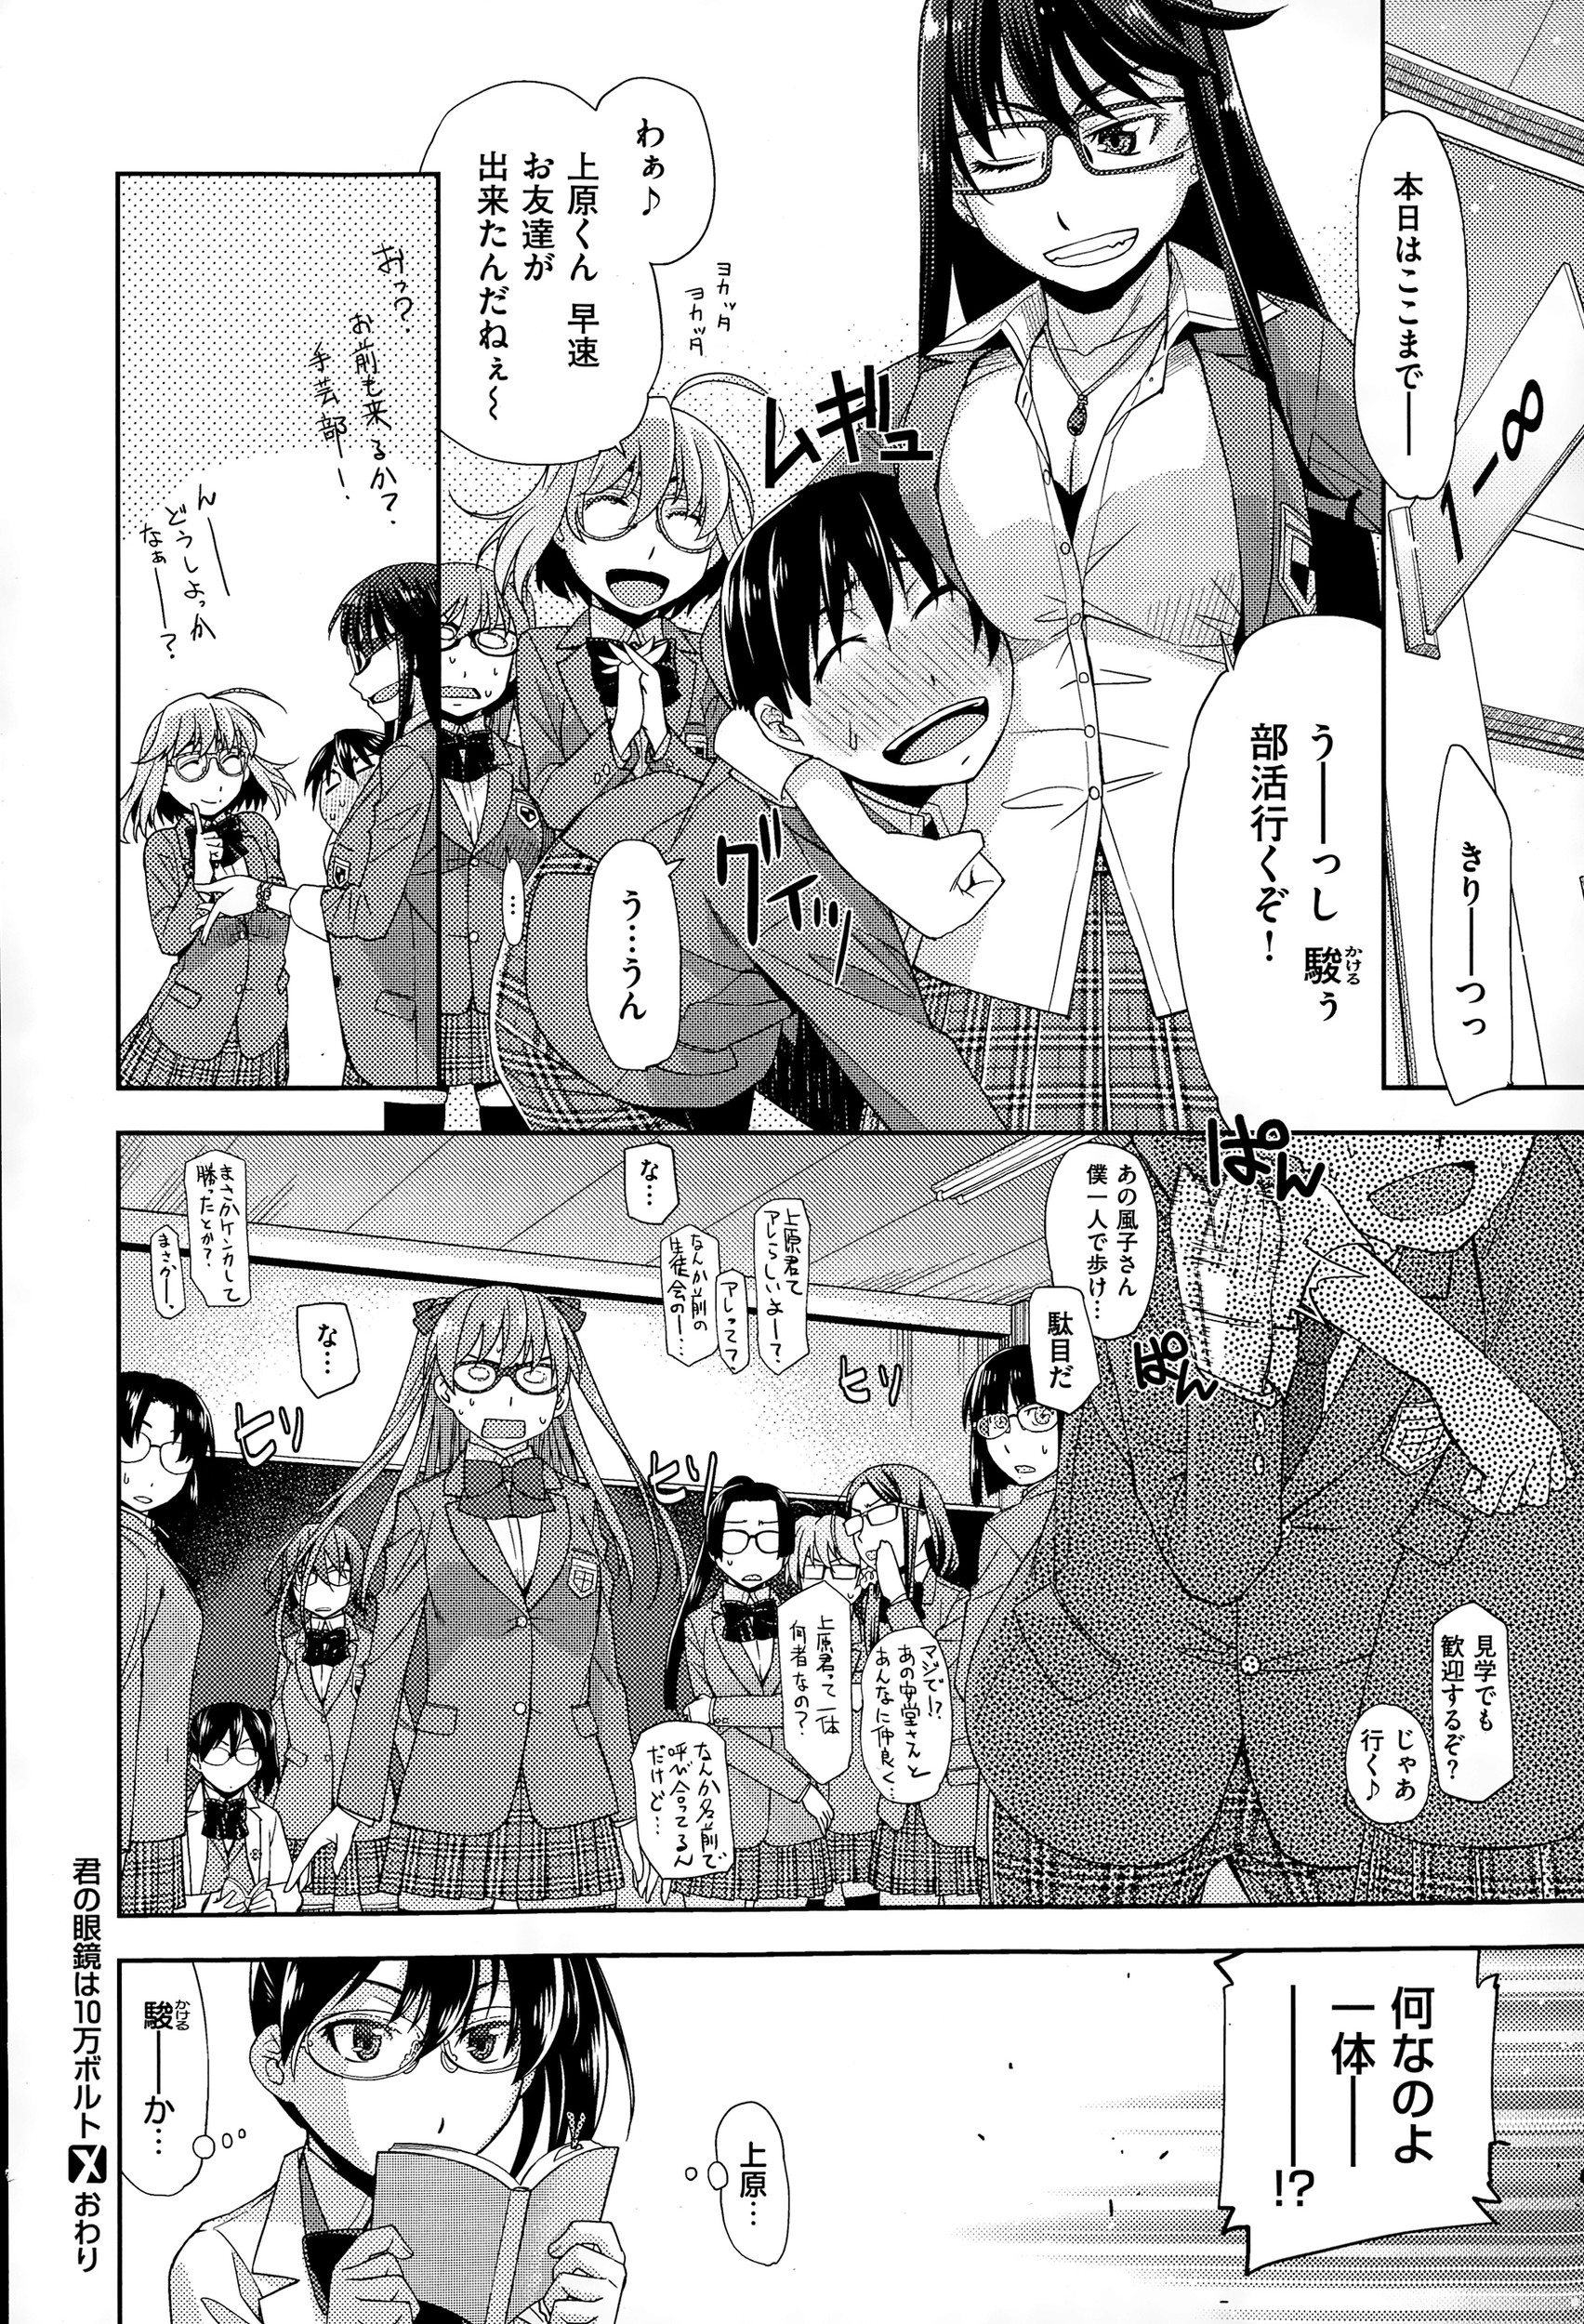 本日はここまで──
1-8
きり──つっ
う──っし 駿ぅ
かける
部活行くぞ！
ムギュ
グイッ
ヨカッタ
ヨカッタ
わぁ♪
上原くん 早速
お友達が
出来たんだねぇ～
う…うん
…
おっ？
お前も来るか？
手芸部ー！
んーー
どうしよっか
なぁー？
ぱん
ぱん
あの風子さん
僕一人で歩け…
駄目だ
見学でも
歓迎するぞ？
じゃあ
行く♪
上原君て
アレらしいよー？
アレって？
なんか前の
生徒会の…
な…
ヒソ
ヒソ
マジで！？
あの安堂さんと
あんなに仲良く…
上原君って一体
何者なの？
なんか名前で
呼び合ってるん
だけど…
な…
ヒソ
まさかケンカして
勝ったとか？
まさかー。
何なのよ
一体──
──！？
上原…
駿──か…
かける
君の眼鏡は10万ボルト X おわり